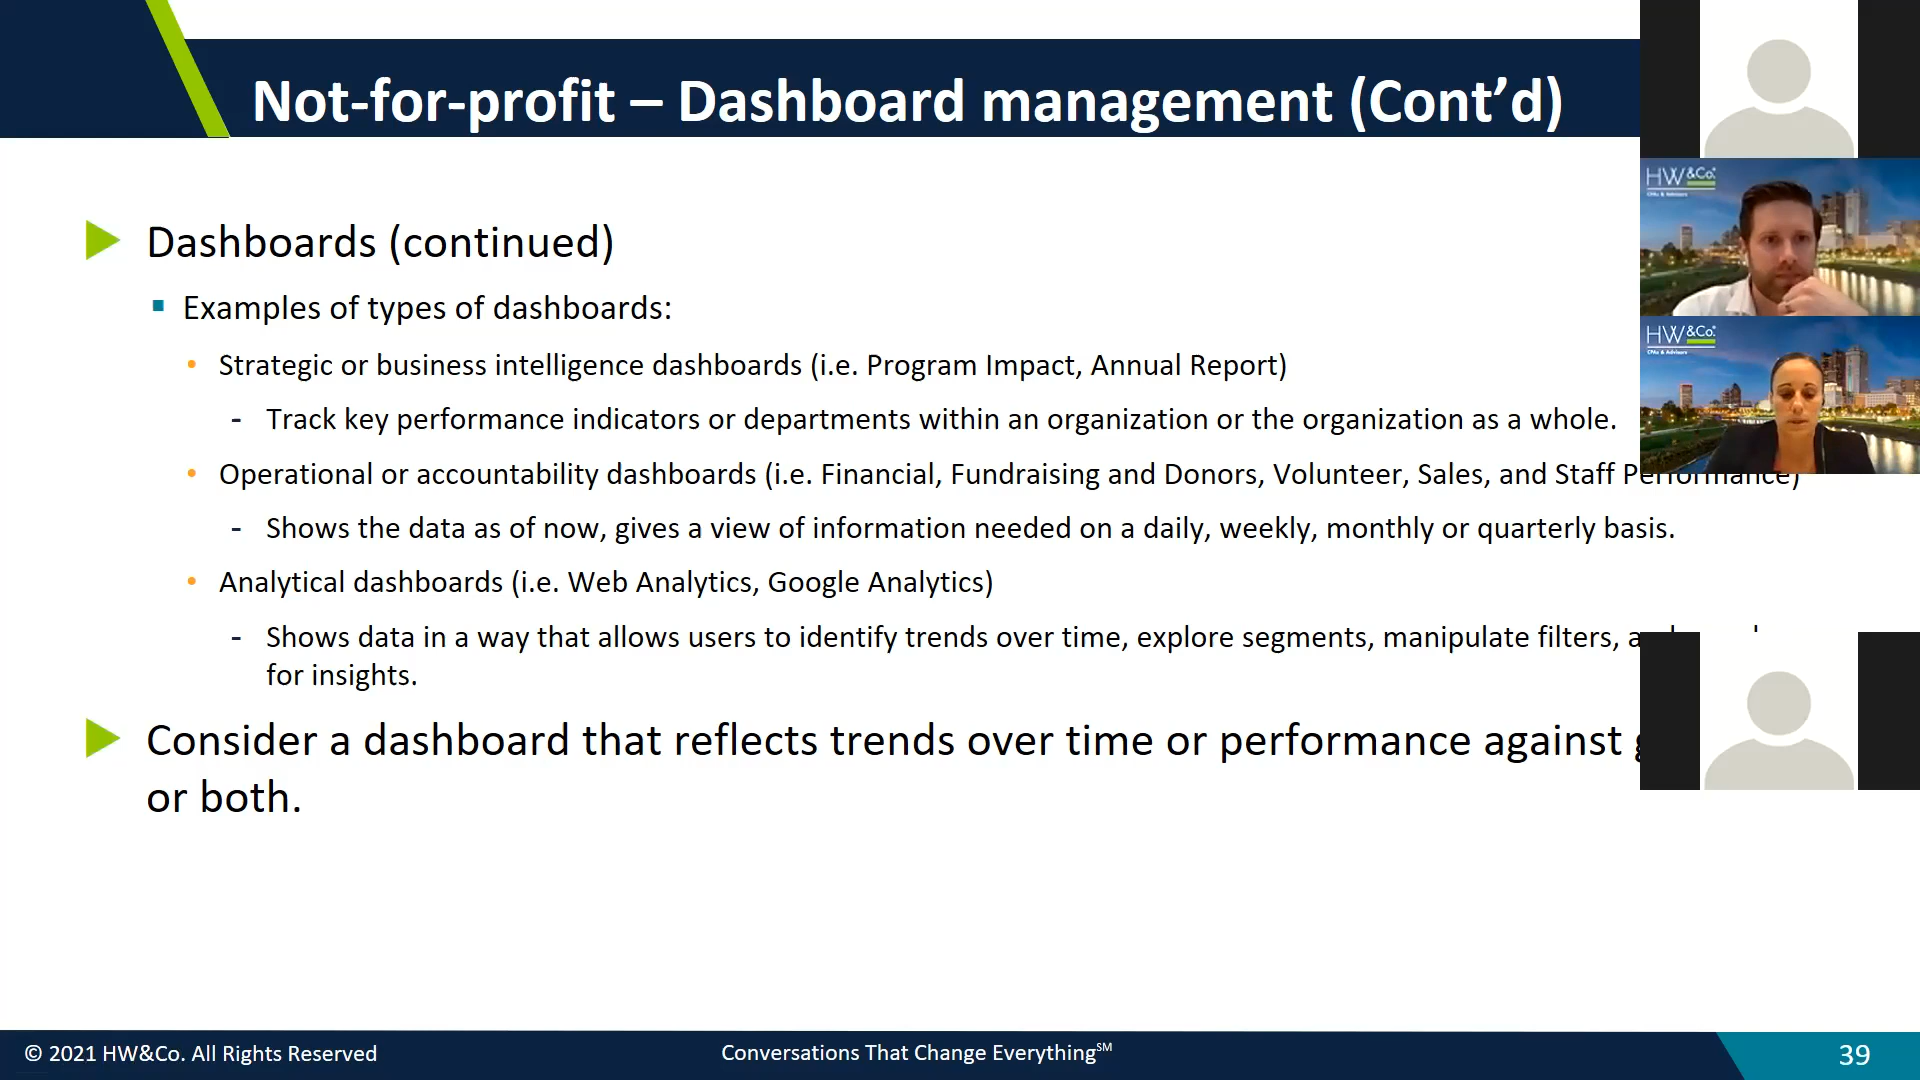 Not-for-profit – Dashboard management (Cont’d)
HW&Co.
CPAs & Advisors
HW&Co.
CPAs & Advisors
Dashboards (continued)
Examples of types of dashboards:
Strategic or business intelligence dashboards (i.e. Program Impact, Annual Report)
- Track key performance indicators or departments within an organization or the organization as a whole.
Operational or accountability dashboards (i.e. Financial, Fundraising and Donors, Volunteer, Sales, and Staff Performance)
- Shows the data as of now, gives a view of information needed on a daily, weekly, monthly or quarterly basis.
Analytical dashboards (i.e. Web Analytics, Google Analytics)
- Shows data in a way that allows users to identify trends over time, explore segments, manipulate filters,
for insights.
Consider a dashboard that reflects trends over time or performance against
or both.
© 2021 HW&Co. All Rights Reserved
Conversations That Change Everything℠
39